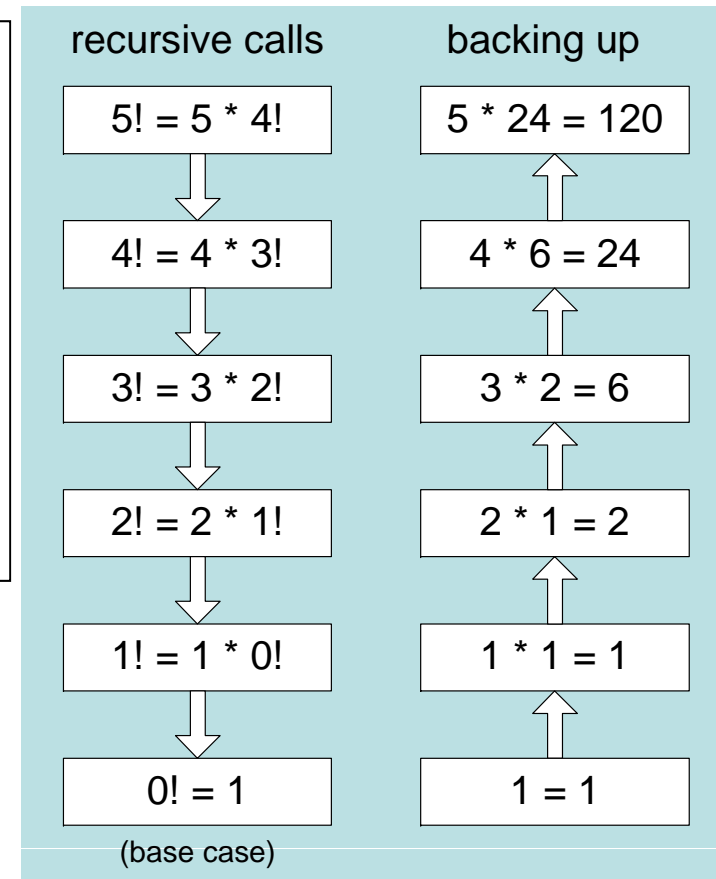 recursive calls
5! = 5 * 4!
4! = 4 * 3!
3! = 3 * 2!
2! = 2 * 1!
1! = 1 * 0!
0! = 1
(base case)
backing up
5 * 24 = 120
4 * 6 = 24
3 * 2 = 6
2 * 1 = 2
1 * 1 = 1
1 = 1